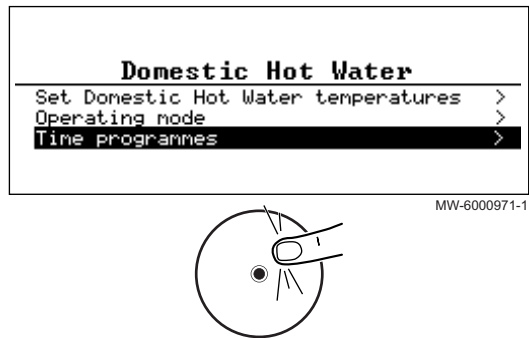 Domestic Hot Water
Set Domestic Hot Water temperatures >
Operating mode >
Time programmes >
MW-6000971-1